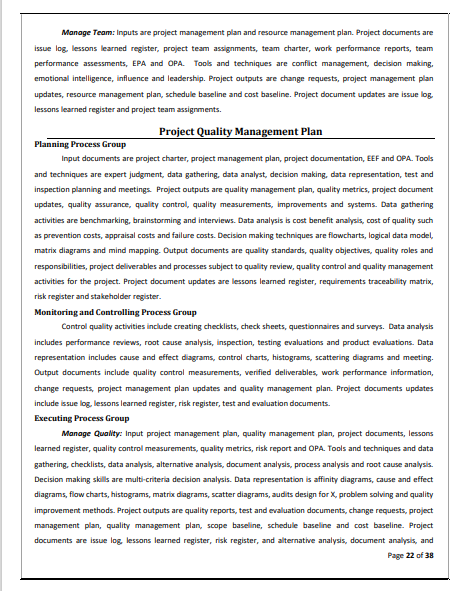 Manage Team: Inputs are project management plan and resource management plan. Project documents are
issue log, lessons learned register, project team assignments, team charter, work performance reports, team
performance assessments, EPA and OPA. Tools and techniques are conflict management, decision making,
emotional intelligence, influence and leadership. Project outputs are change requests, project management plan
updates, resource management plan, schedule baseline and cost baseline. Project document updates are issue log,
lessons learned register and project team assignments.
Project Quality Management Plan
Planning Process Group
Input documents are project charter, project management plan, project documentation, EEF and OPA. Tools
and techniques are expert judgment, data gathering, data analyst, decision making, data representation, test and
inspection planning and meetings. Project outputs are quality management plan, quality metrics, project document
updates, quality assurance, quality control, quality measurements, improvements and systems. Data gathering
activities are benchmarking, brainstorming and interviews. Data analysis is cost benefit analysis, cost of quality such
as prevention costs, appraisal costs and failure costs. Decision making techniques are flowcharts, logical data model,
matrix diagrams and mind mapping. Output documents are quality standards, quality objectives, quality roles and
responsibilities, project deliverables and processes subject to quality review, quality control and quality management
activities for the project. Project document updates are lessons learned register, requirements traceability matrix,
risk register and stakeholder register.
Monitoring and Controlling Process Group
Control quality activities include creating checklists, check sheets, questionnaires and surveys. Data analysis
includes performance reviews, root cause analysis, inspection, testing evaluations and product evaluations. Data
representation includes cause and effect diagrams, control charts, histograms, scattering diagrams and meeting.
Output documents include quality control measurements, verified deliverables, work performance information,
change requests, project management plan updates and quality management plan. Project documents updates
include issue log, lessons learned register, risk register, test and evaluation documents.
Executing Process Group
Manage Quality: Input project management plan, quality management plan, project documents, lessons
learned register, quality control measurements, quality metrics, risk report and OPA. Tools and techniques and data
gathering, checklists, data analysis, alternative analysis, document analysis, process analysis and root cause analysis.
Decision making skills are multi-criteria decision analysis. Data representation is affinity diagrams, cause and effect
diagrams, flow charts, histograms, matrix diagrams, scatter diagrams, audits design for X, problem solving and quality
improvement methods. Project outputs are quality reports, test and evaluation documents, change requests, project
management plan, quality management plan, scope baseline, schedule baseline and cost baseline. Project
documents are issue log, lessons learned register, risk register, and alternative analysis, document analysis, and
Page 22 of 38